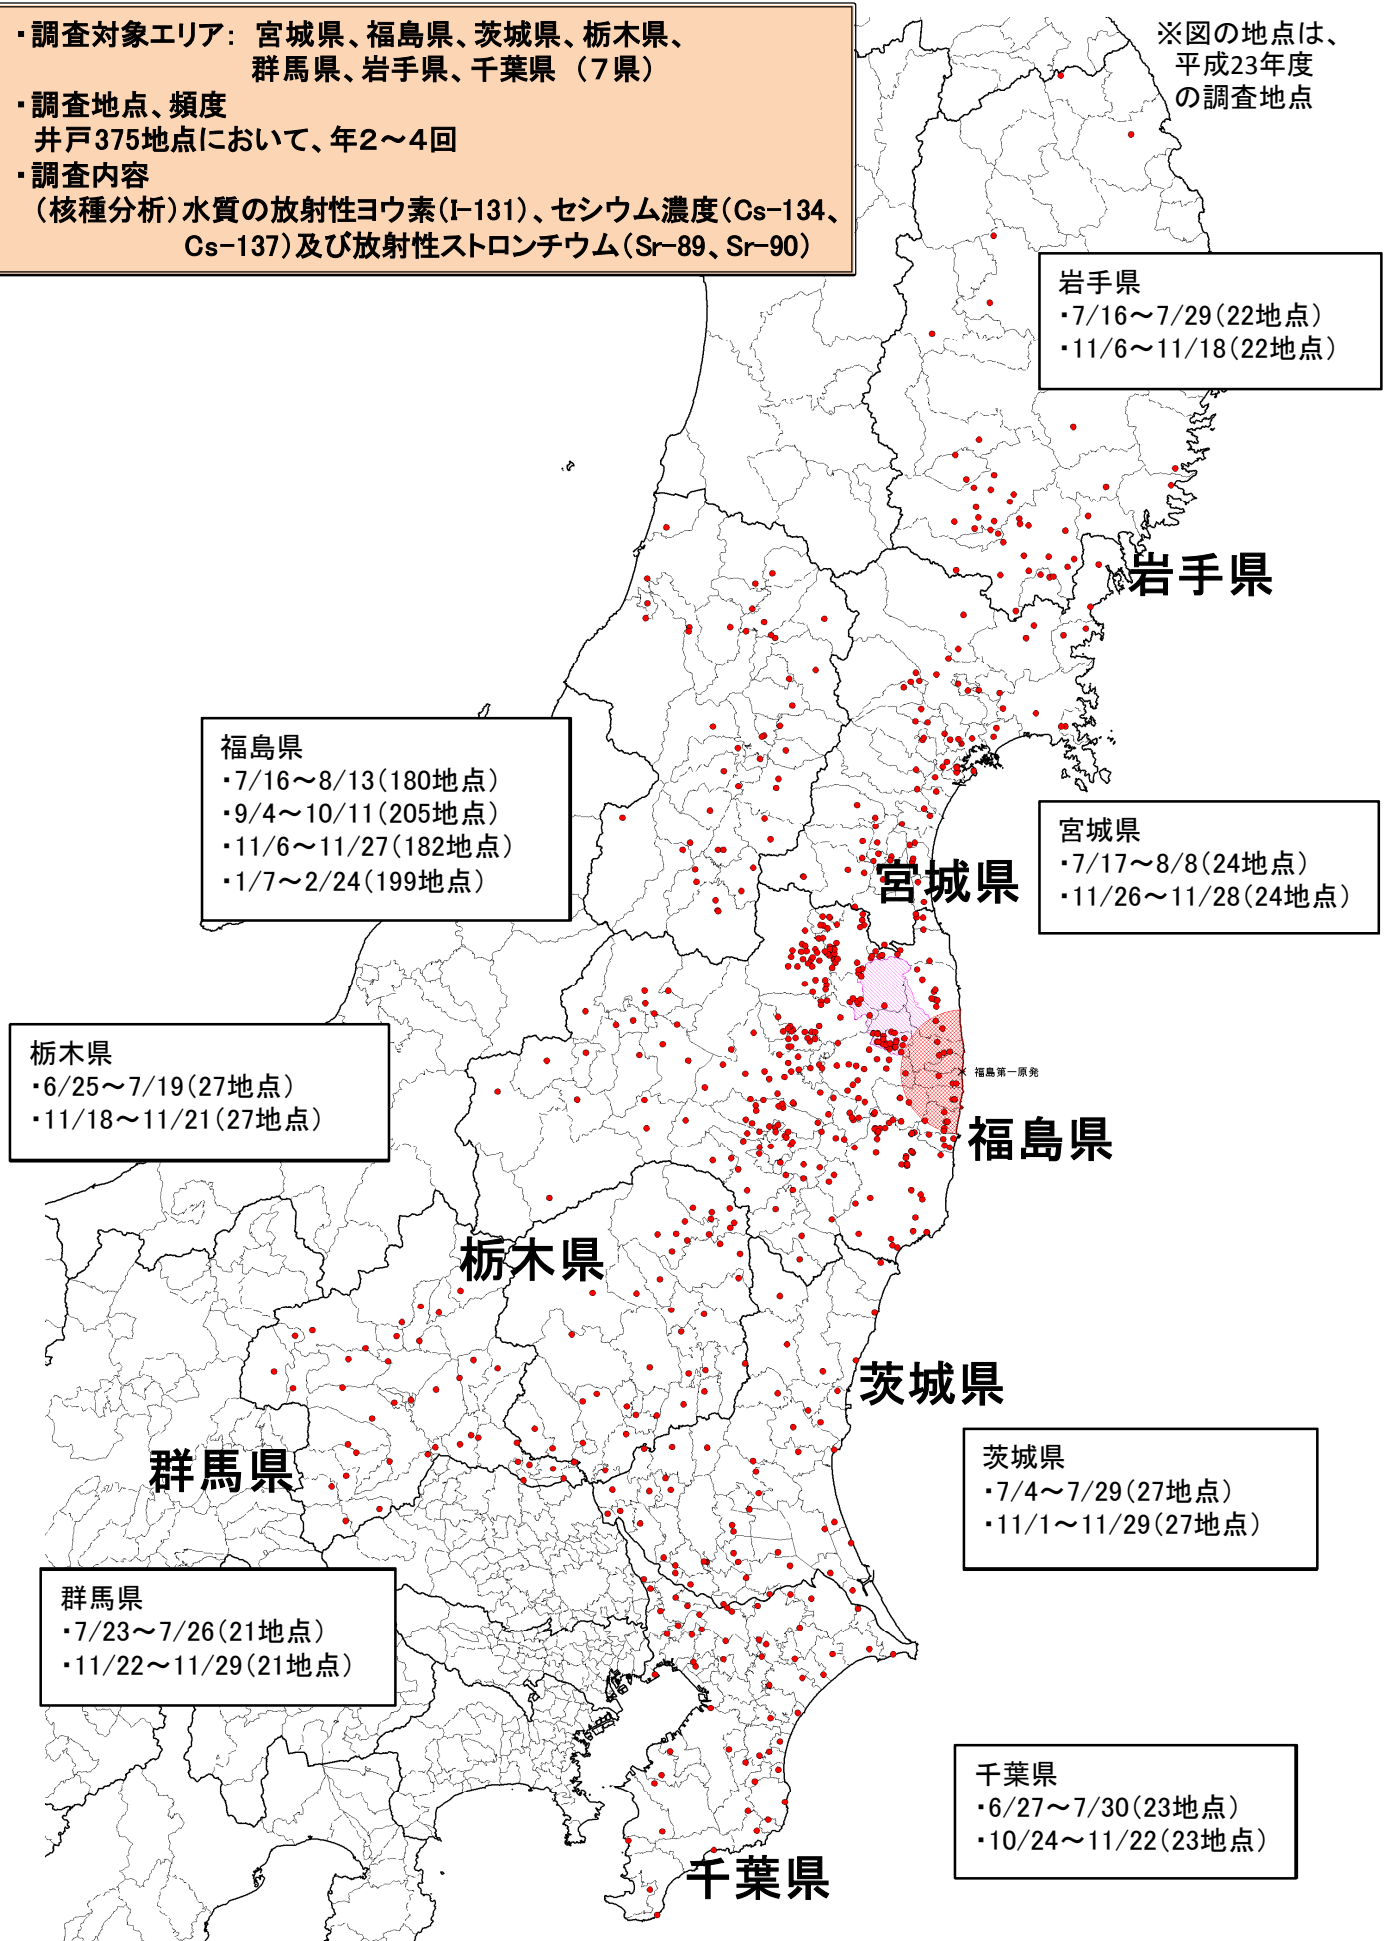 ・調査対象エリア： 宮城県、福島県、茨城県、栃木県、
群馬県、岩手県、千葉県 （７県）
・調査地点、頻度
井戸375地点において、年２～４回
・調査内容
（核種分析）水質の放射性ヨウ素（I-131）、セシウム濃度（Cs-134、
Cs-137）及び放射性ストロンチウム（Sr-89、Sr-90）
※図の地点は、
平成23年度
の調査地点
岩手県
・7/16～7/29（22地点）
・11/6～11/18（22地点）
岩手県
福島県
・7/16～8/13（180地点）
・9/4～10/11（205地点）
・11/6～11/27（182地点）
・1/7～2/24（199地点）
宮城県
・7/17～8/8（24地点）
・11/26～11/28（24地点）
宮城県
栃木県
・6/25～7/19（27地点）
・11/18～11/21（27地点）
福島第一原発
福島県
栃木県
茨城県
群馬県
茨城県
・7/4～7/29（27地点）
・11/1～11/29（27地点）
群馬県
・7/23～7/26（21地点）
・11/22～11/29（21地点）
千葉県
・6/27～7/30（23地点）
・10/24～11/22（23地点）
千葉県